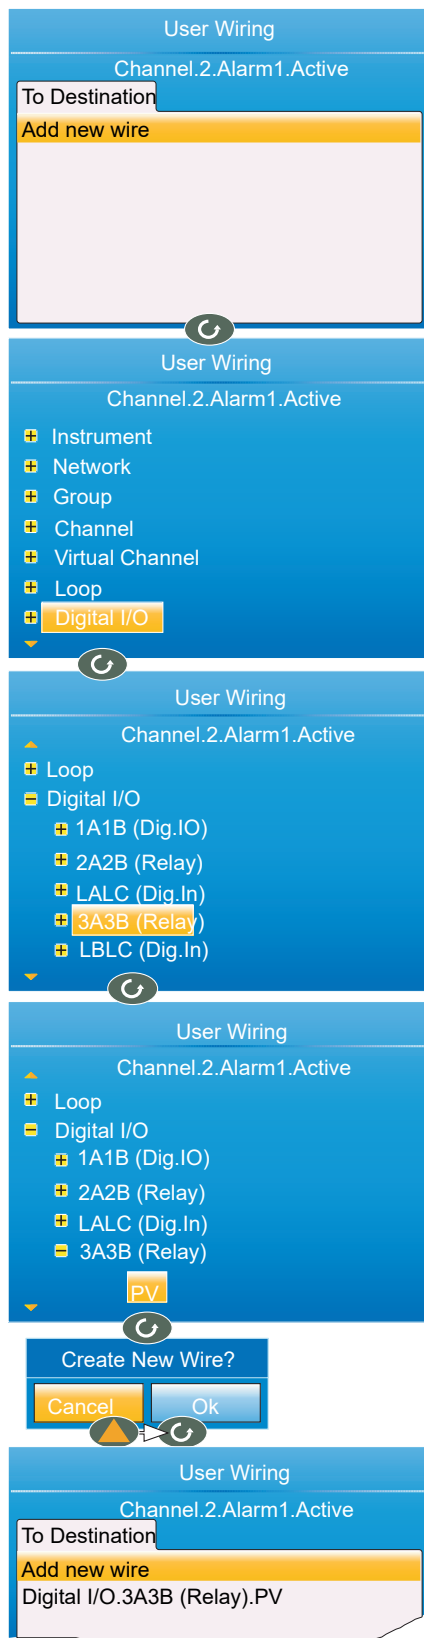 User Wiring
Channel.2.Alarm1.Active
To Destination
Add new wire
User Wiring
Channel.2.Alarm1.Active
Instrument
Network
Group
Channel
Virtual Channel
Loop
Digital I/O
User Wiring
Channel.2.Alarm1.Active
Loop
Digital I/O
1A1B (Dig.IO)
2A2B (Relay)
LALC (Dig.In)
3A3B (Relay)
LBLC (Dig.In)
User Wiring
Channel.2.Alarm1.Active
Loop
Digital I/O
1A1B (Dig.IO)
2A2B (Relay)
LALC (Dig.In)
3A3B (Relay)
PV
Create New Wire?
Cancel Ok
User Wiring
Channel.2.Alarm1.Active
To Destination
Add new wire
Digital I/O.3A3B (Relay).PV